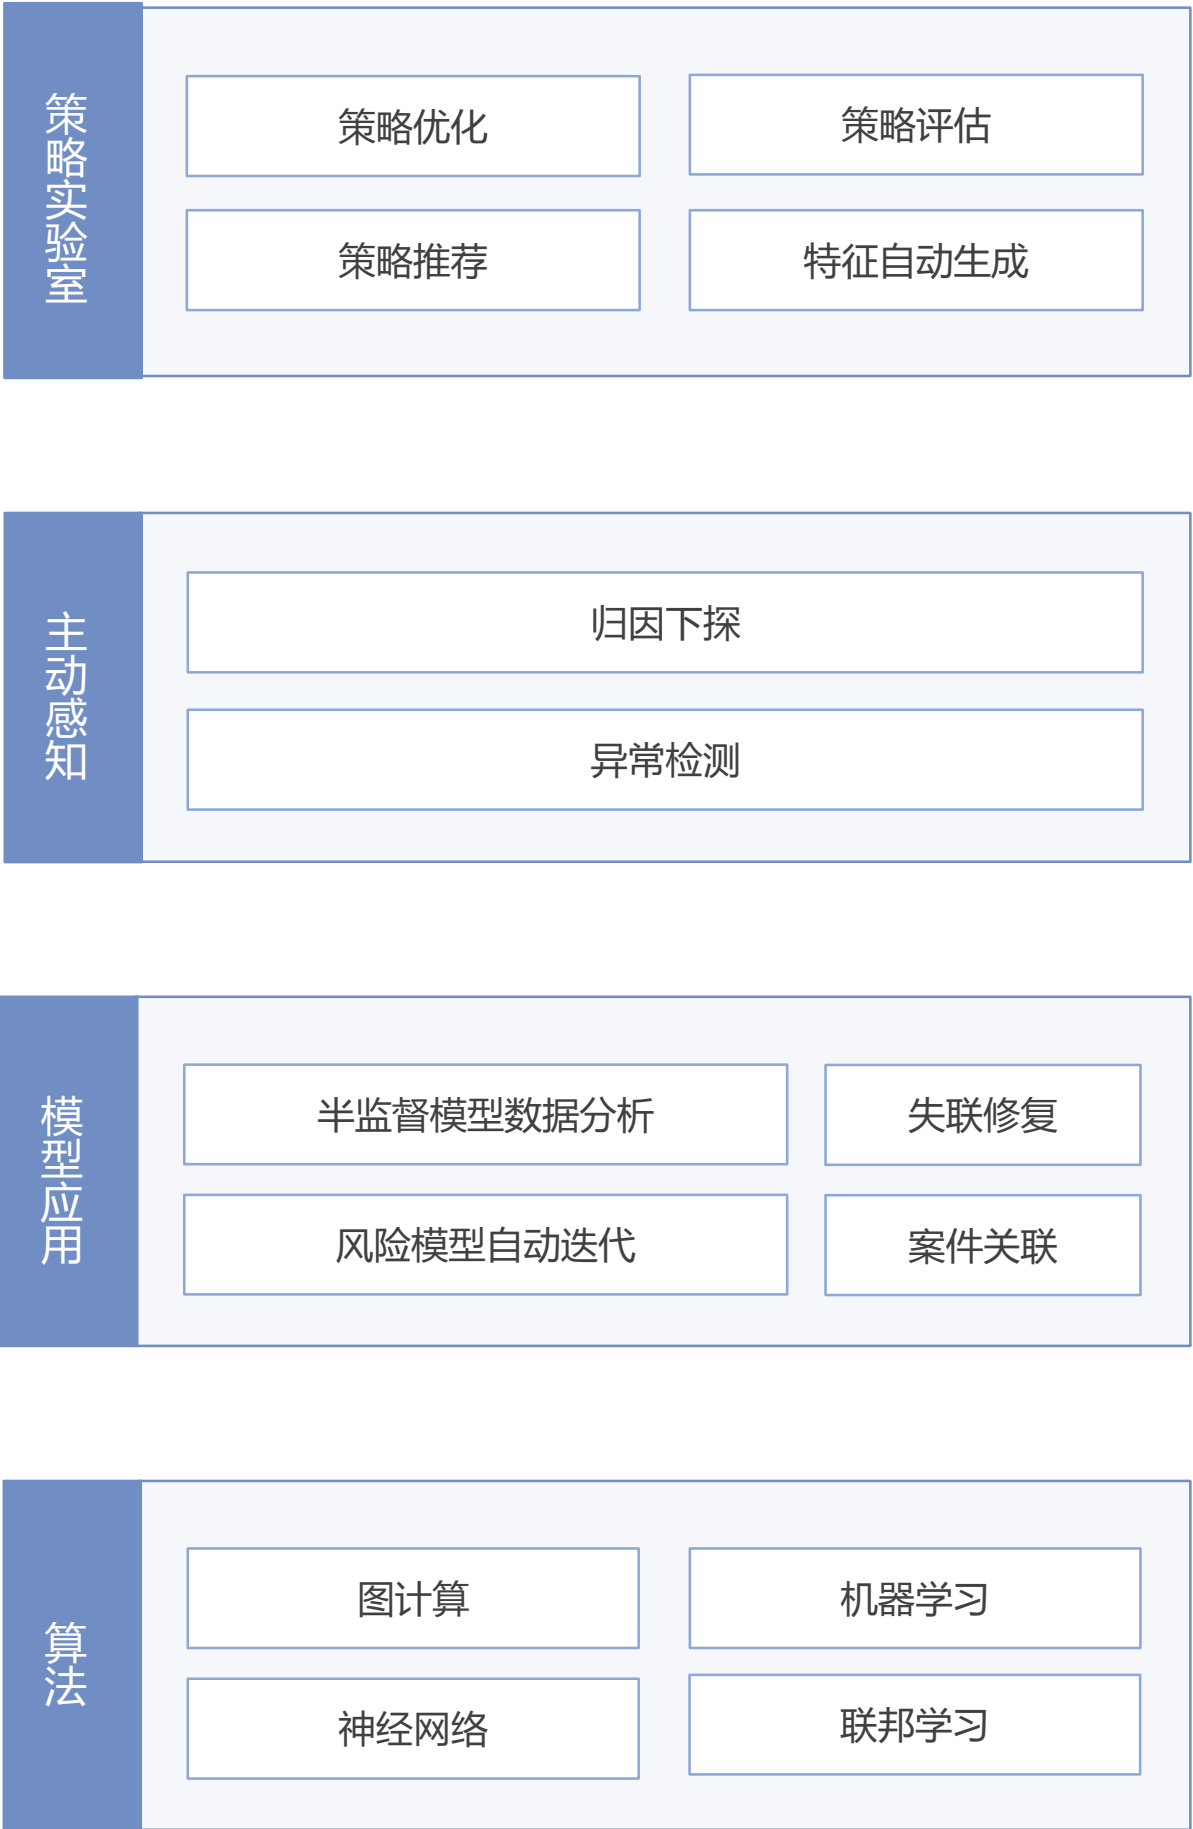 策略实验室
策略优化
策略评估
策略推荐
特征自动生成
主动感知
归因下探
异常检测
模型应用
半监督模型数据分析
失联修复
风险模型自动迭代
案件关联
算法
图计算
机器学习
神经网络
联邦学习